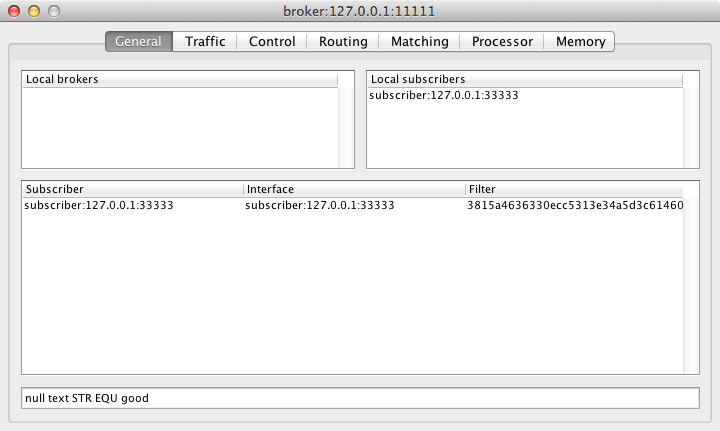 broker:127.0.0.1:11111
General Traffic Control Routing Matching Processor Memory
Local brokers
Local subscribers
subscriber:127.0.0.1:33333
Subscriber Interface Filter
subscriber:127.0.0.1:33333 subscriber:127.0.0.1:33333 3815a4636330ecc5313e34a5d3c61460
null text STR EQU good